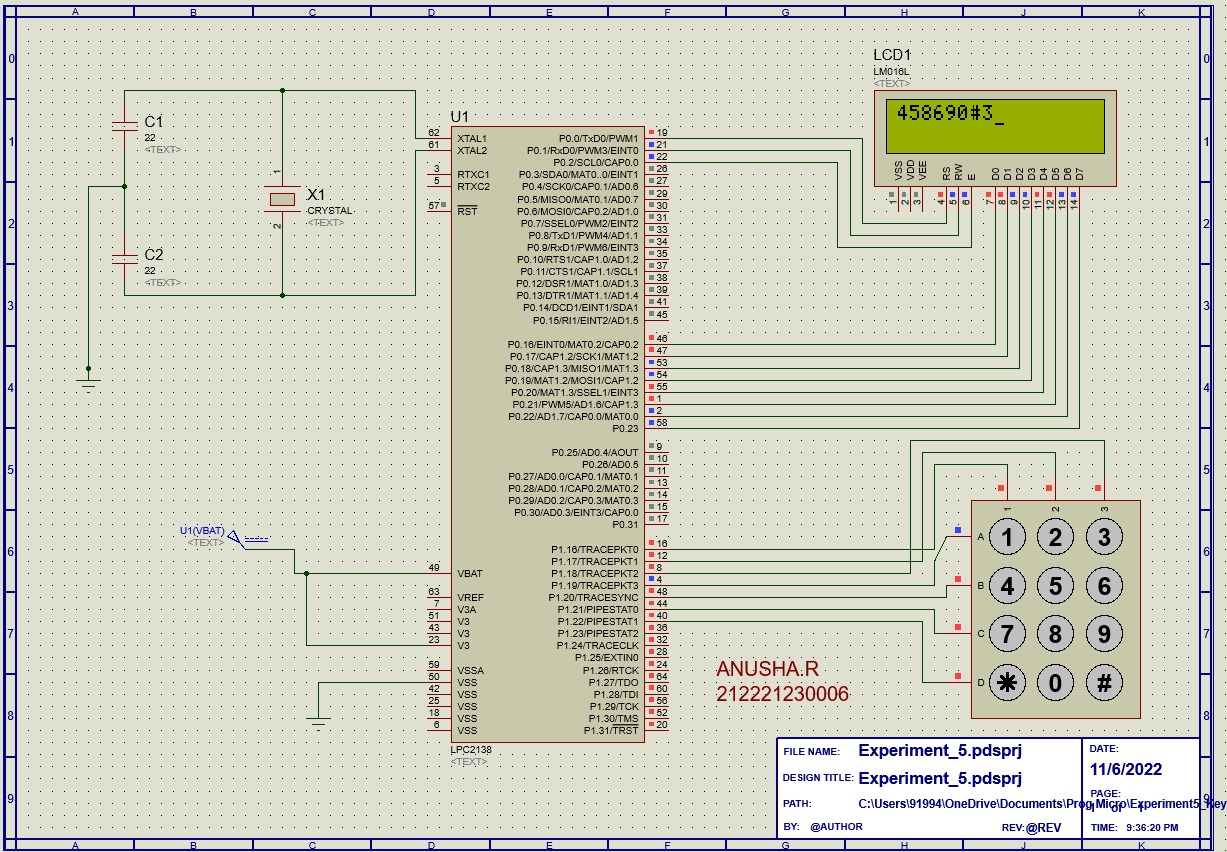 A B C D E F G H J K
0
1
2
3
4
5
6
7
8
9
0
1
2
3
4
5
6
7
8
9
C1
22
<TEXT>
C2
22
<TEXT>
1
X1
CRYSTAL
<TEXT>
2
U1(VBAT)
<TEXT>
U1
62 XTAL1
61 XTAL2
3 RTXC1
5 RTXC2
57 RST
49 VBAT
63 VREF
7 V3A
51 V3
43 V3
23 V3
59 VSSA
50 VSS
42 VSS
25 VSS
18 VSS
6 VSS
P0.0/TxD0/PWM1 19
P0.1/RxD0/PWM3/EINT0 21
P0.2/SCL0/CAP0.0 22
P0.3/SDA0/MAT0..0/EINT1 26
P0.4/SCK0/CAP0.1/AD0.6 27
P0.5/MISO0/MAT0.1/AD0.7 29
P0.6/MOSI0/CAP0.2/AD1.0 30
P0.7/SSEL0/PWM2/EINT2 31
P0.8/TxD1/PWM4/AD1.1 33
P0.9/RxD1/PWM6/EINT3 34
P0.10/RTS1/CAP1.0/AD1.2 35
P0.11/CTS1/CAP1.1/SCL1 37
P0.12/DSR1/MAT1.0/AD1.3 38
P0.13/DTR1/MAT1.1/AD1.4 39
P0.14/DCD1/EINT1/SDA1 41
P0.15/RI1/EINT2/AD1.5 45
P0.16/EINT0/MAT0.2/CAP0.2 46
P0.17/CAP1.2/SCK1/MAT1.2 47
P0.18/CAP1.3/MISO1/MAT1.3 53
P0.19/MAT1.2/MOSI1/CAP1.2 54
P0.20/MAT1.3/SSEL1/EINT3 55
P0.21/PWM5/AD1.6/CAP1.3 1
P0.22/AD1.7/CAP0.0/MAT0.0 2
P0.23 58
P0.25/AD0.4/AOUT 9
P0.26/AD0.5 10
P0.27/AD0.0/CAP0.1/MAT0.1 11
P0.28/AD0.1/CAP0.2/MAT0.2 13
P0.29/AD0.2/CAP0.3/MAT0.3 14
P0.30/AD0.3/EINT3/CAP0.0 15
P0.31 17
P1.16/TRACEPKT0 16
P1.17/TRACEPKT1 12
P1.18/TRACEPKT2 8
P1.19/TRACEPKT3 4
P1.20/TRACESYNC 48
P1.21/PIPESTAT0 44
P1.22/PIPESTAT1 40
P1.23/PIPESTAT2 36
P1.24/TRACECLK 32
P1.25/EXTIN0 28
P1.26/RTCK 24
P1.27/TDO 64
P1.28/TDI 60
P1.29/TCK 56
P1.30/TMS 52
P1.31/TRST 20
LPC2138
<TEXT>
LCD1
LM016L
<TEXT>
458690#3_
VSS VDD VEE RS RW E D0 D1 D2 D3 D4 D5 D6 D7
1 2 3 4 5 6 7 8 9 10 11 12 13 14
1 2 3
A 1 2 3
B 4 5 6
C 7 8 9
D ✱ 0 #
ANUSHA.R
212221230006
FILE NAME: Experiment_5.pdsprj
DESIGN TITLE: Experiment_5.pdsprj
PATH: C:\Users\91994\OneDrive\Documents\Prog Micro\Experiment5_Key
BY: @AUTHOR REV:@REV
DATE:
11/6/2022
PAGE:
TIME: 9:36:20 PM
A B C D E F G H J K